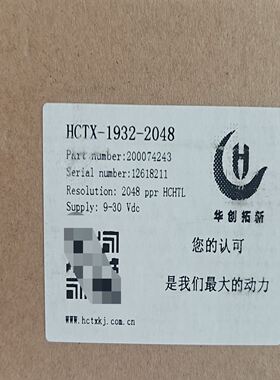 HCTX-1932-2048
Part number:200074243
Serial number:12618211
Resolution: 2048 ppr HCHTL
Supply: 9-30 Vdc
华创拓新
您的认可
是我们最大的动力
www.hctxkj.com.cn